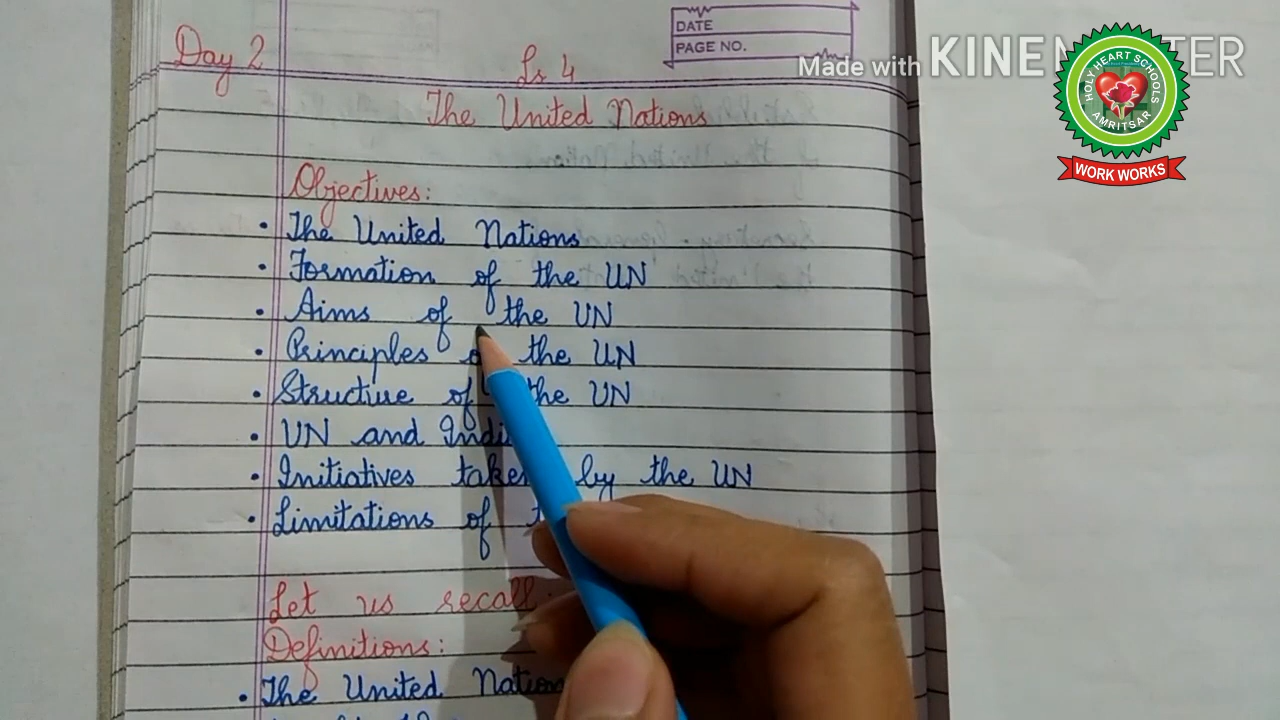 Day 2
Ls 4
DATE
PAGE NO.
Made with KINEM TER
HOLY HEART SCHOOLS
AMRITSAR
WORK WORKS
The United Nations
Objectives:
• The United Nations
• Formation of the UN
• Aims of the UN
• Principles the UN
• Structure of the UN
• UN and Indi
• Initiatives taken by the UN
• Limitations of
Let us recall
Definitions:
• The United Nation